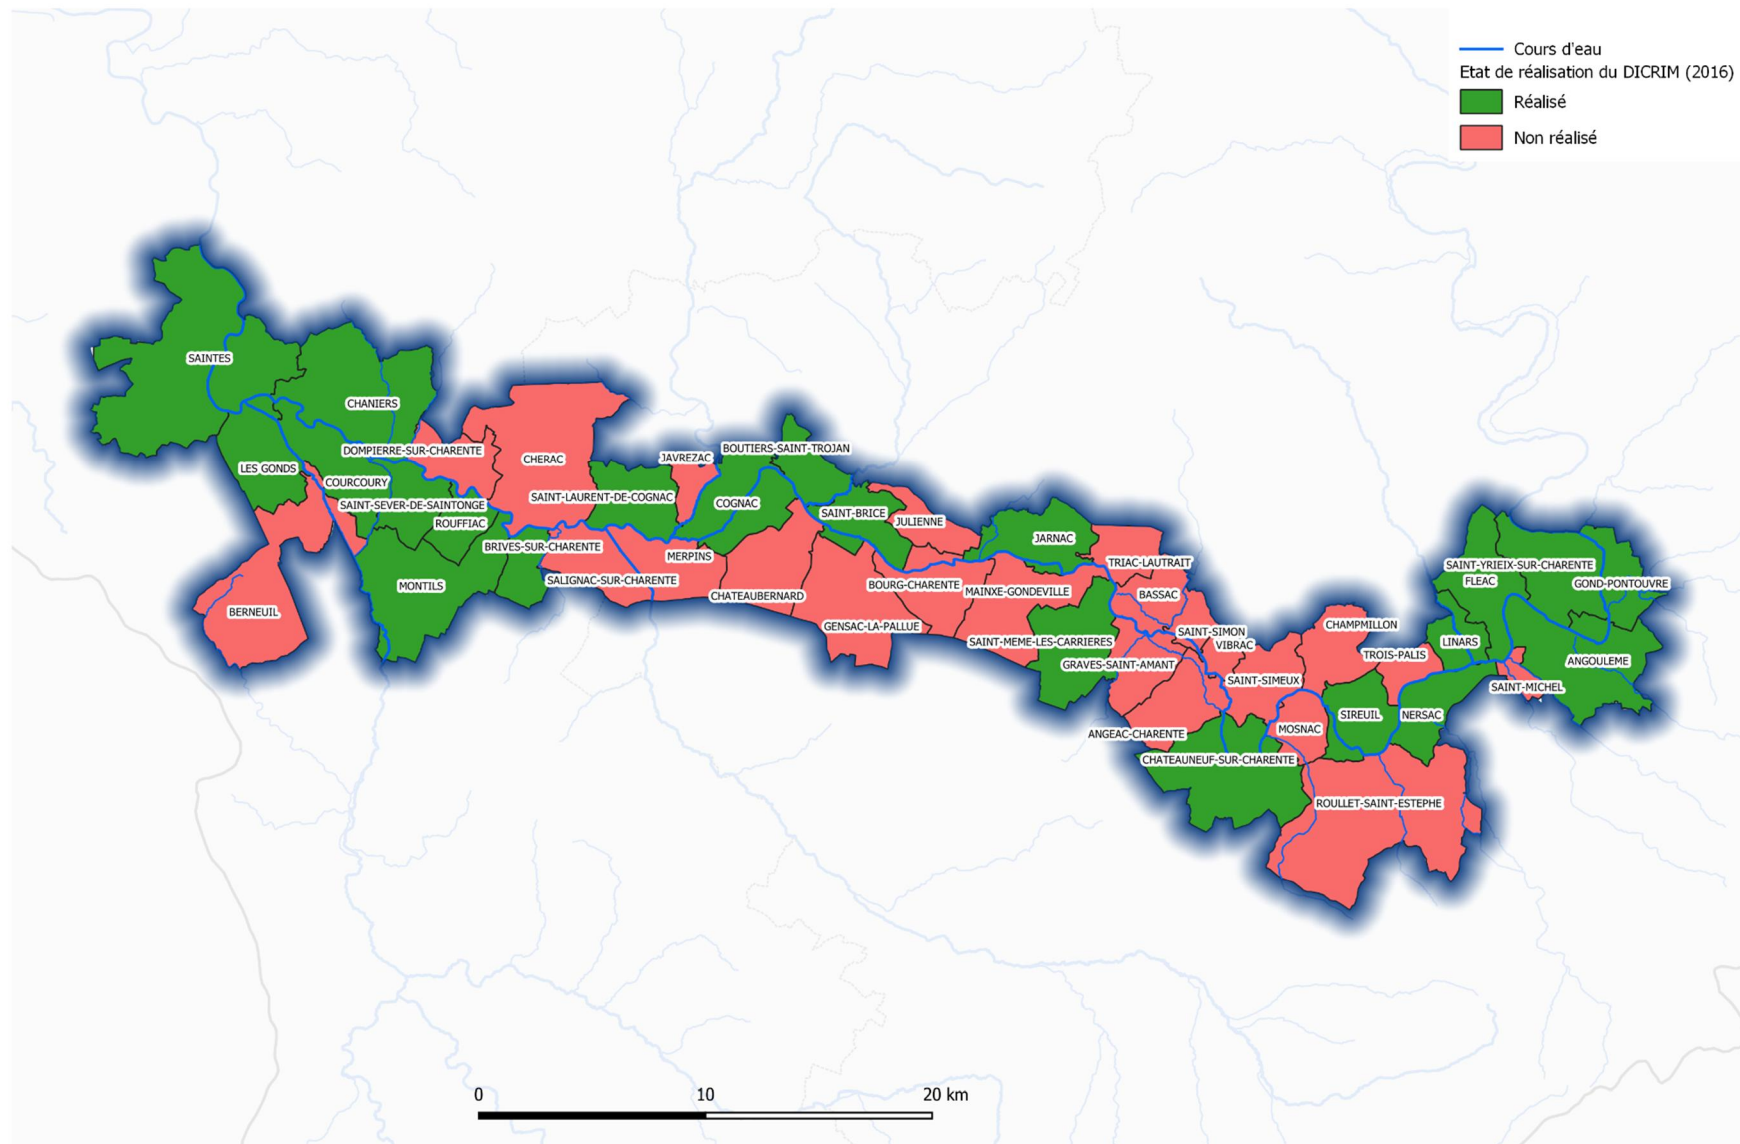 Cours d'eau
Etat de réalisation du DICRIM (2016)
Réalisé
Non réalisé
SAINTES
CHANIERS
DOMPIERRE-SUR-CHARENTE
CHERAC
JAVREZAC
BOUTIERS-SAINT-TROJAN
LES GONDS
COURCOURY
SAINT-LAURENT-DE-COGNAC
COGNAC
SAINT-SEVER-DE-SAINTONGE
SAINT-BRICE
ROUFFIAC
JULIENNE
JARNAC
BRIVES-SUR-CHARENTE
MERPINS
TRIAC-LAUTRAIT
SAINT-YRIEIX-SUR-CHARENTE
FLEAC
GOND-PONTOUVRE
MONTILS
SALIGNAC-SUR-CHARENTE
BOURG-CHARENTE
MAINXE-GONDEVILLE
CHATEAUBERNARD
BASSAC
BERNEUIL
GENSAC-LA-PALLUE
SAINT-MEME-LES-CARRIERES
SAINT-SIMON
VIBRAC
CHAMPMILLON
LINARS
TROIS-PALIS
GRAVES-SAINT-AMANT
ANGOULEME
SAINT-SIMEUX
SAINT-MICHEL
SIREUIL
NERSAC
MOSNAC
ANGEAC-CHARENTE
CHATEAUNEUF-SUR-CHARENTE
ROULLET-SAINT-ESTEPHE
0 10 20 km